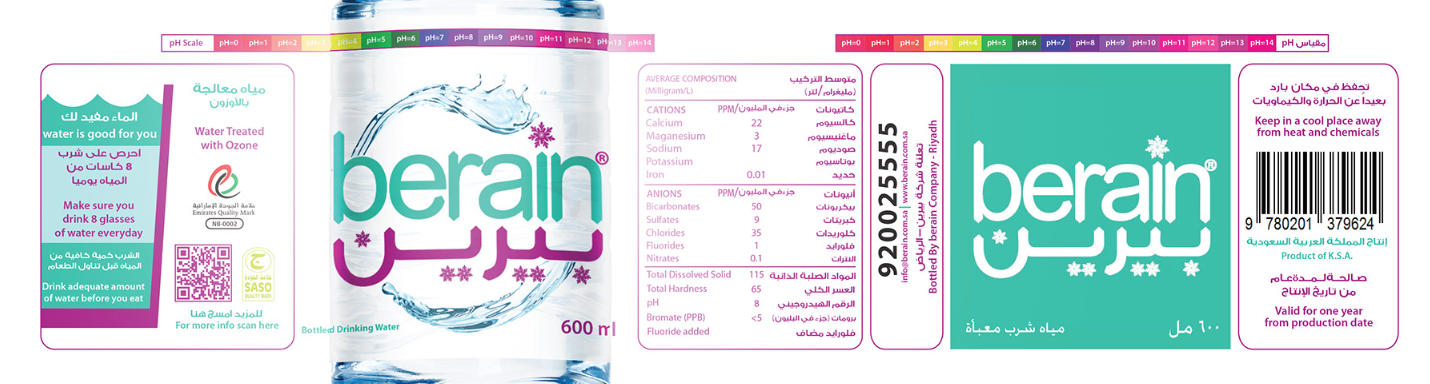 pH Scale pH=0 pH=1 pH=2 pH=3 pH=4 pH=5 pH=6 pH=7 pH=8 pH=9 pH=10 pH=11 pH=12 pH=13 pH=14
الماء مفيد لك
water is good for you
احرص على شرب
8 كاسات من
المياه يوميا
Make sure you
drink 8 glasses
of water everyday
الشرب كمية كافية من
المياه قبل تناول الطعام
Drink adequate amount
of water before you eat
مياه معالجة
بالأوزون
Water Treated
with Ozone
علامة الجودة الإماراتية
Emirates Quality Mark
NB-0002
SASO
QUALITY MARK
للمزيد امسح هنا
For more info scan here
berain®
بيرين
Bottled Drinking Water
600 ml
AVERAGE COMPOSITION متوسط التركيب
(Milligram/L) (مليغرام/لتر)
CATIONS PPM/جزء في المليون كاتيونات
Calcium 22 كالسيوم
Maganesium 3 ماغنيسيوم
Sodium 17 صوديوم
Potassium بوتاسيوم
Iron 0.01 حديد
ANIONS PPM/جزء في المليون أنيونات
Bicarbonates 50 بيكربونات
Sulfates 9 كبريتات
Chlorides 35 كلوريدات
Fluorides 1 فلورايد
Nitrates 0.1 النترات
Total Dissolved Solid 115 المواد الصلبة الذائبة
Total Hardness 65 العسر الكلي
pH 8 الرقم الهيدروجيني
Bromate (PPB) <5 برومات (جزء في البليون)
Fluoride added فلورايد مضاف
pH=0 pH=1 pH=2 pH=3 pH=4 pH=5 pH=6 pH=7 pH=8 pH=9 pH=10 pH=11 pH=12 pH=13 pH=14 مقياس pH
920025555
info@berain.com.sa | www.berain.com.sa
تعبئة شركة بيرين - الرياض
Bottled By berain Company - Riyadh
berain®
بيرين
مياه شرب معبأة
٦٠٠ مل
تحفظ في مكان بارد
بعيداً عن الحرارة والكيماويات
Keep in a cool place away
from heat and chemicals
9 780201 379624
إنتاج المملكة العربية السعودية
Product of K.S.A.
صالحة لمدة عام
من تاريخ الإنتاج
Valid for one year
from production date